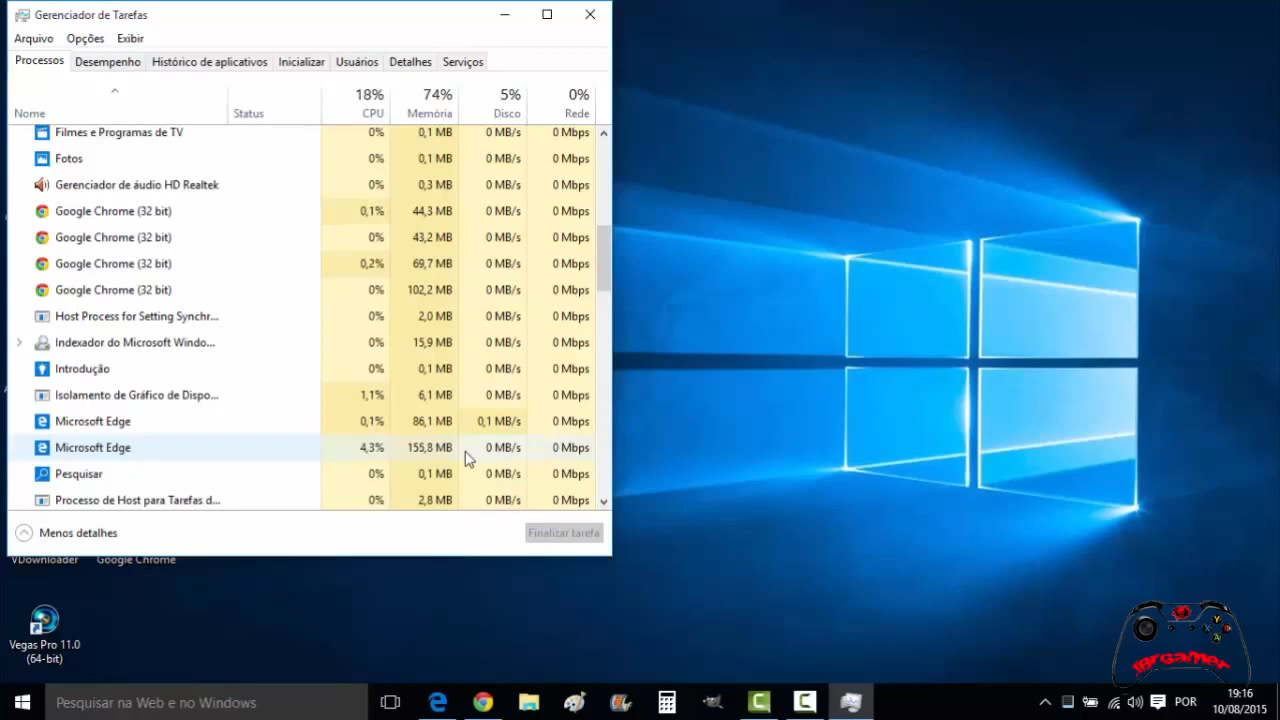 Gerenciador de Tarefas
Arquivo Opções Exibir
Processos Desempenho Histórico de aplicativos Inicializar Usuários Detalhes Serviços
18% 74% 5% 0%
Nome Status CPU Memória Disco Rede
Filmes e Programas de TV 0% 0,1 MB 0 MB/s 0 Mbps
Fotos 0% 0,1 MB 0 MB/s 0 Mbps
Gerenciador de áudio HD Realtek 0% 0,3 MB 0 MB/s 0 Mbps
Google Chrome (32 bit) 0,1% 44,3 MB 0 MB/s 0 Mbps
Google Chrome (32 bit) 0% 43,2 MB 0 MB/s 0 Mbps
Google Chrome (32 bit) 0,2% 69,7 MB 0 MB/s 0 Mbps
Google Chrome (32 bit) 0% 102,2 MB 0 MB/s 0 Mbps
Host Process for Setting Synchr... 0% 2,0 MB 0 MB/s 0 Mbps
Indexador do Microsoft Windo... 0% 15,9 MB 0 MB/s 0 Mbps
Introdução 0% 0,1 MB 0 MB/s 0 Mbps
Isolamento de Gráfico de Dispo... 1,1% 6,1 MB 0 MB/s 0 Mbps
Microsoft Edge 0,1% 86,1 MB 0,1 MB/s 0 Mbps
Microsoft Edge 4,3% 155,8 MB 0 MB/s 0 Mbps
Pesquisar 0% 0,1 MB 0 MB/s 0 Mbps
Processo de Host para Tarefas d... 0% 2,8 MB 0 MB/s 0 Mbps
Menos detalhes Finalizar tarefa
VDownloader Google Chrome
Vegas Pro 11.0
(64-bit)
Y
X
B
A
Pesquisar na Web e no Windows
POR
19:16
10/08/2015